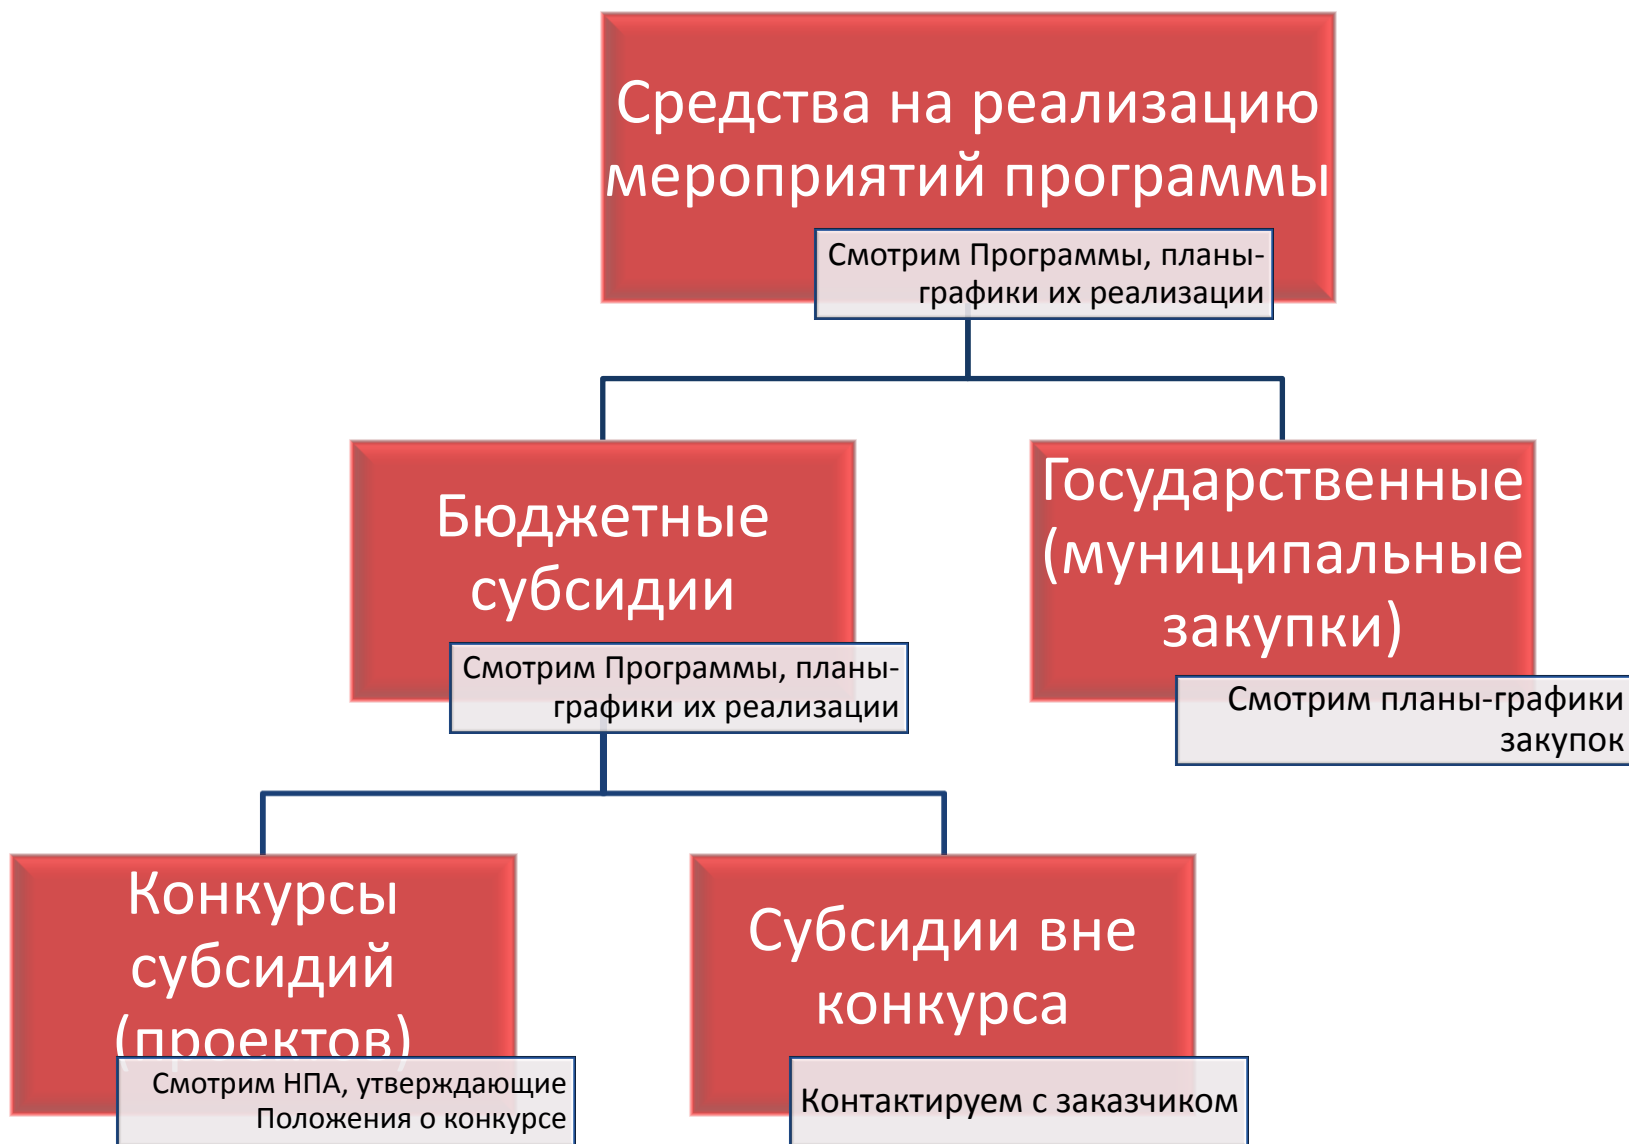 Средства на реализацию
мероприятий программы
Смотрим Программы, планы-
графики их реализации
Бюджетные
субсидии
Смотрим Программы, планы-
графики их реализации
Государственные
(муниципальные
закупки)
Смотрим планы-графики
закупок
Конкурсы
субсидий
(проектов)
Смотрим НПА, утверждающие
Положения о конкурсе
Субсидии вне
конкурса
Контактируем с заказчиком